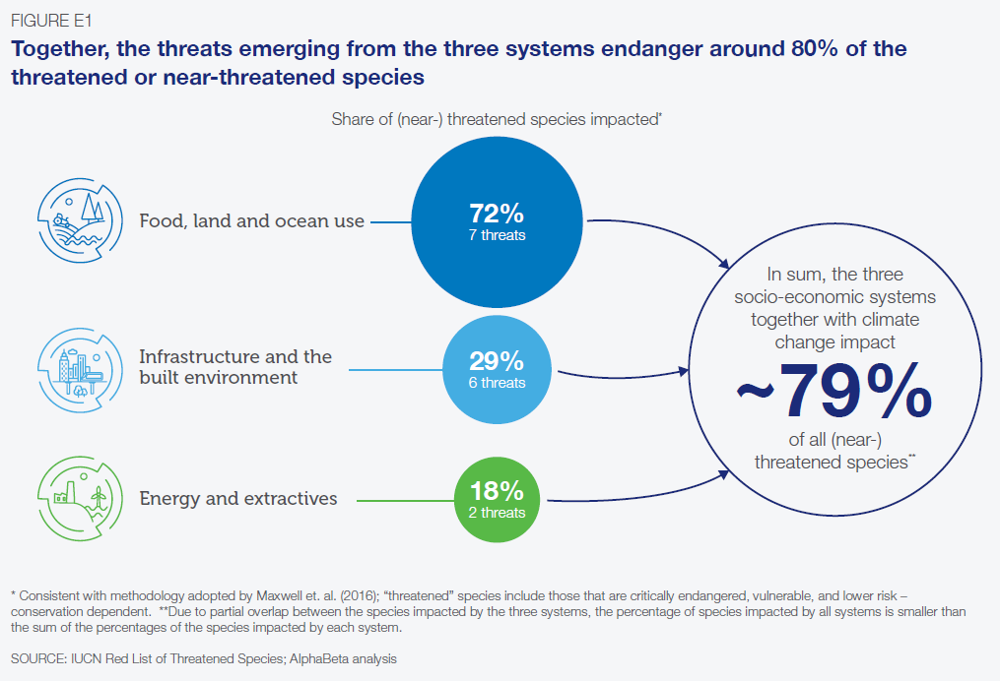 FIGURE E1
Together, the threats emerging from the three systems endanger around 80% of the
threatened or near-threatened species
Share of (near-) threatened species impacted*
Food, land and ocean use
72%
7 threats
Infrastructure and the
built environment
29%
6 threats
Energy and extractives
18%
2 threats
In sum, the three
socio-economic systems
together with climate
change impact
~79%
of all (near-)
threatened species**
* Consistent with methodology adopted by Maxwell et. al. (2016); “threatened” species include those that are critically endangered, vulnerable, and lower risk –
conservation dependent. **Due to partial overlap between the species impacted by the three systems, the percentage of species impacted by all systems is smaller than
the sum of the percentages of the species impacted by each system.
SOURCE: IUCN Red List of Threatened Species; AlphaBeta analysis